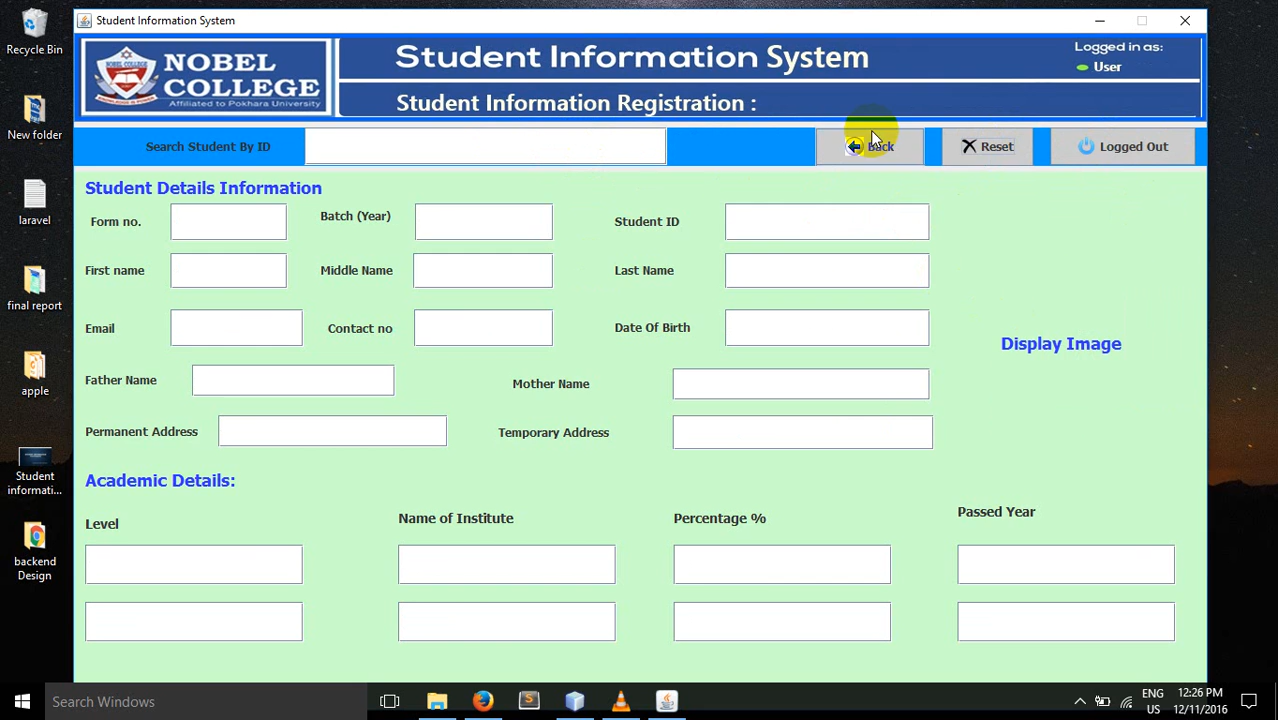 Student Information System
Recycle Bin
New folder
laravel
final report
apple
Student
informati...
backend
Design
NOBEL
COLLEGE
Affiliated to Pokhara University
Student Information System
Logged in as:
User
Student Information Registration :
Search Student By ID
Back
Reset
Logged Out
Student Details Information
Form no.
Batch (Year)
Student ID
First name
Middle Name
Last Name
Email
Contact no
Date Of Birth
Display Image
Father Name
Mother Name
Permanent Address
Temporary Address
Academic Details:
Level
Name of Institute
Percentage %
Passed Year
Search Windows
ENG
US
12:26 PM
12/11/2016